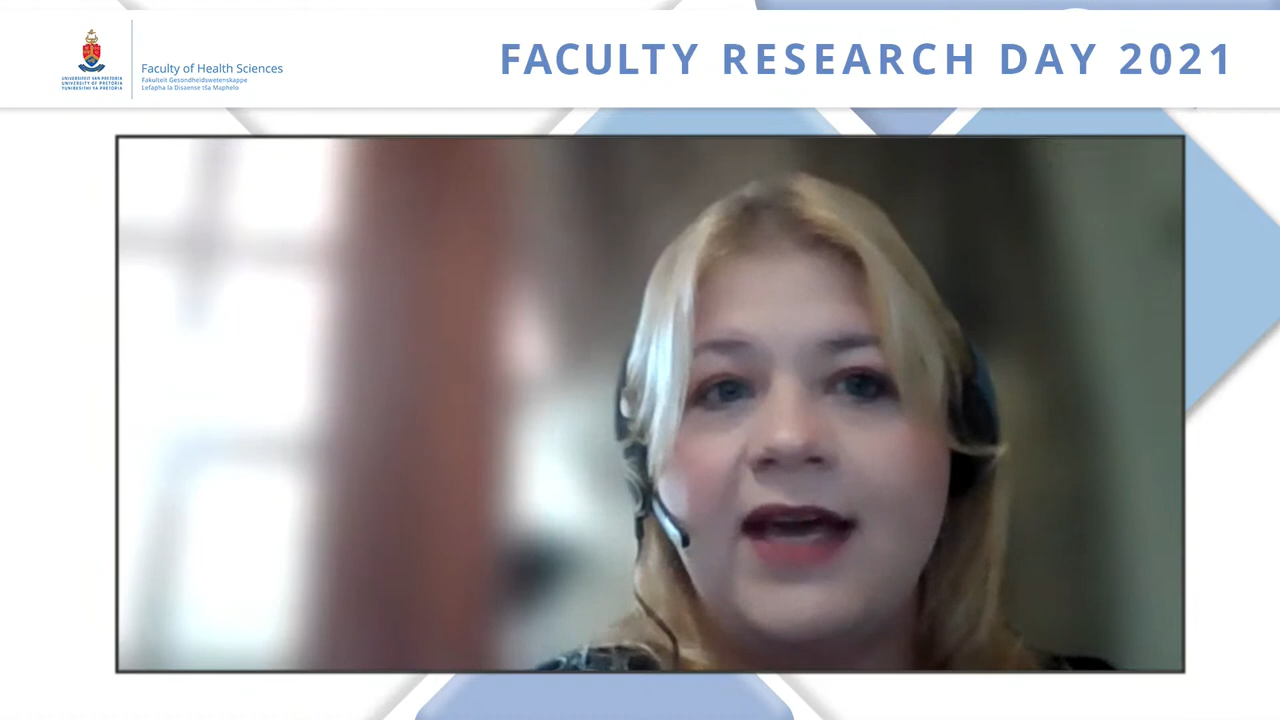 FACULTY RESEARCH DAY 2021
UNIVERSITEIT VAN PRETORIA
UNIVERSITY OF PRETORIA
YUNIBESITHI YA PRETORIA
Faculty of Health Sciences
Fakulteit Gesondheidswetenskappe
Lefapha la Disaense tša Maphelo